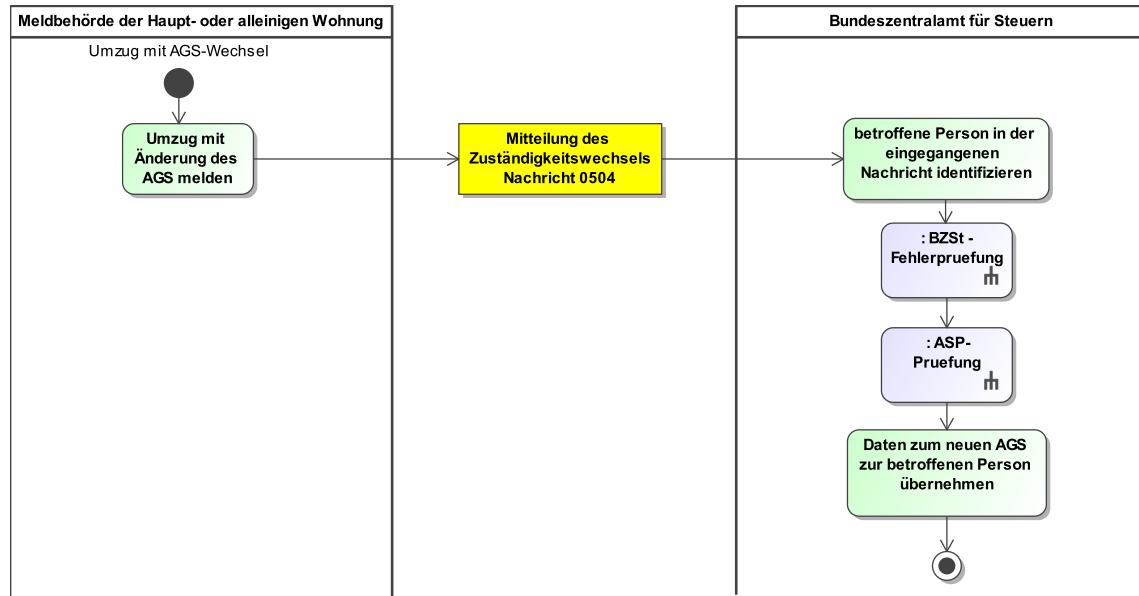 Meldbehörde der Haupt- oder alleinigen Wohnung
Bundeszentralamt für Steuern
Umzug mit AGS-Wechsel
Umzug mit
Änderung des
AGS melden
Mitteilung des
Zuständigkeitswechsels
Nachricht 0504
betroffene Person in der
eingegangenen
Nachricht identifizieren
: BZSt -
Fehlerpruefung
: ASP-
Pruefung
Daten zum neuen AGS
zur betroffenen Person
übernehmen